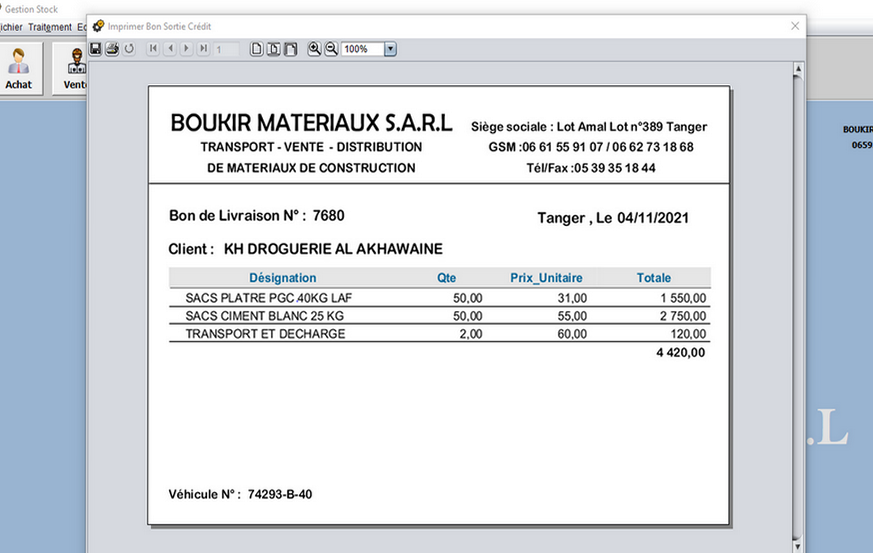 Gestion Stock
ichier Traitement
Imprimer Bon Sortie Crédit
1
100%
Achat
Vent
BOUKIR MATERIAUX S.A.R.L
TRANSPORT - VENTE - DISTRIBUTION
DE MATERIAUX DE CONSTRUCTION
Siège sociale : Lot Amal Lot n°389 Tanger
GSM :06 61 55 91 07 / 06 62 73 18 68
Tél/Fax :05 39 35 18 44
BOUKIR
0659
Bon de Livraison N° : 7680
Tanger , Le 04/11/2021
Client : KH DROGUERIE AL AKHAWAINE
Désignation Qte Prix_Unitaire Totale
SACS PLATRE PGC.40KG LAF 50,00 31,00 1 550,00
SACS CIMENT BLANC 25 KG 50,00 55,00 2 750,00
TRANSPORT ET DECHARGE 2,00 60,00 120,00
4 420,00
.L
Véhicule N° : 74293-B-40